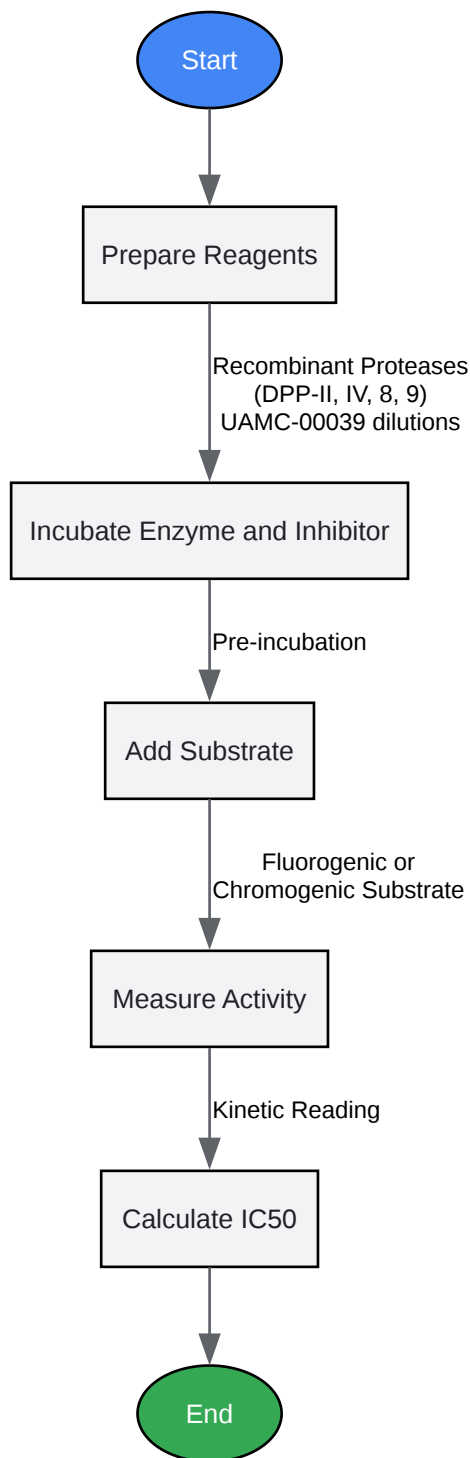 Start
Prepare Reagents
Recombinant Proteases
(DPP-II, IV, 8, 9)
UAMC-00039 dilutions
Incubate Enzyme and Inhibitor
Pre-incubation
Add Substrate
Fluorogenic or
Chromogenic Substrate
Measure Activity
Kinetic Reading
Calculate IC50
End